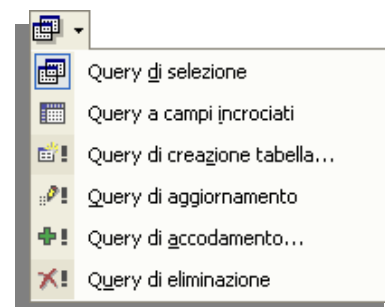 Query di selezione
Query a campi incrociati
Query di creazione tabella...
Query di aggiornamento
Query di accodamento...
Query di eliminazione